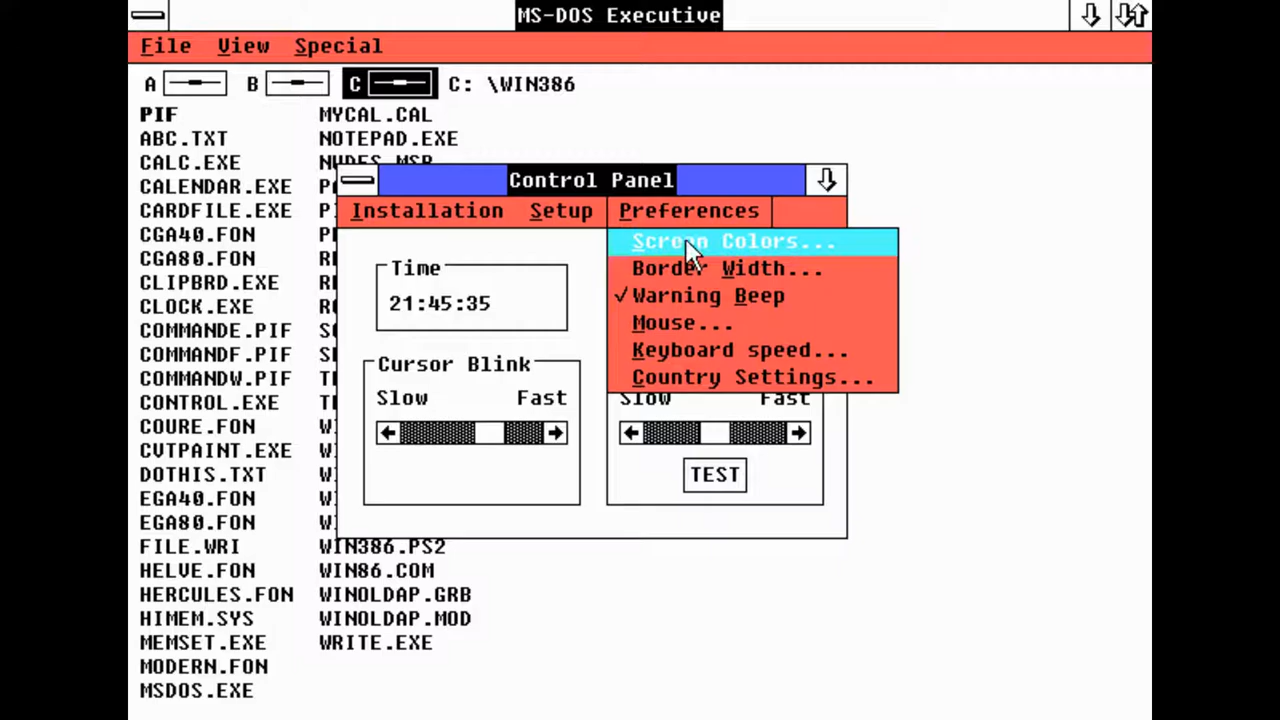 MS-DOS Executive
File View Special
A B C C: \WIN386
PIF MYCAL.CAL
ABC.TXT NOTEPAD.EXE
CALC.EXE NUDES.MSP
CALENDAR.EXE
CARDFILE.EXE
CGA40.FON
CGA80.FON
CLIPBRD.EXE
CLOCK.EXE
COMMANDE.PIF
COMMANDF.PIF
COMMANDW.PIF
CONTROL.EXE
COURE.FON
CVTPAINT.EXE
DOTHIS.TXT
EGA40.FON
EGA80.FON
FILE.WRI WIN386.PS2
HELVE.FON WIN86.COM
HERCULES.FON WINOLDAP.GRB
HIMEM.SYS WINOLDAP.MOD
MEMSET.EXE WRITE.EXE
MODERN.FON
MSDOS.EXE
Control Panel
Installation Setup Preferences
Screen Colors...
Border Width...
✓Warning Beep
Mouse...
Keyboard speed...
Country Settings...
Time
21:45:35
Cursor Blink
Slow Fast
Slow Fast
TEST